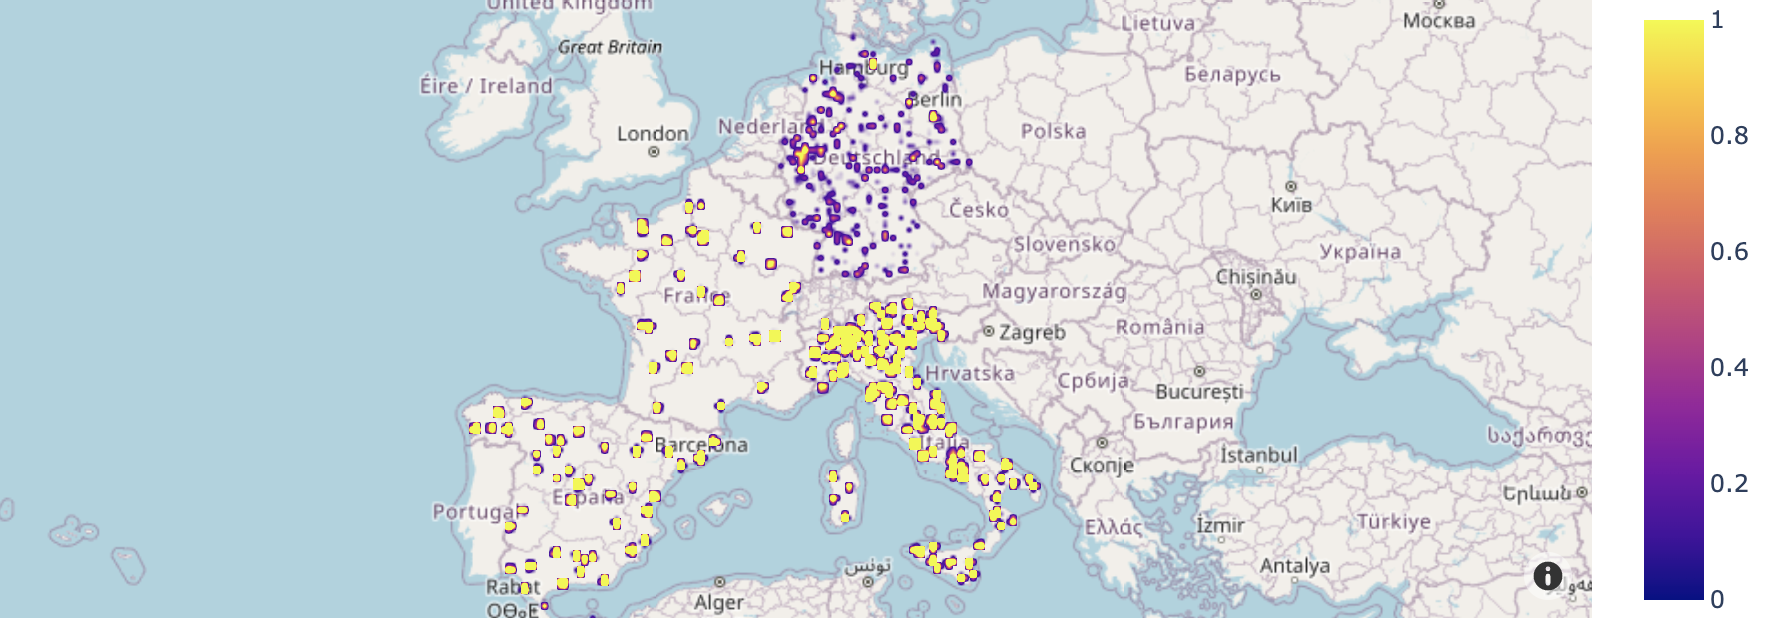 United Kingdom
Great Britain
Éire / Ireland
London
Nederland
Hamburg
Berlin
Deutschland
Polska
Lietuva
Москва
Беларусь
Київ
Україна
Česko
Slovensko
Chișinău
Magyarország
France
Zagreb
România
Hrvatska
Србија
București
България
Barcelona
Italia
Скопје
İstanbul
España
Portugal
Ελλάς
İzmir
Türkiye
Երևան
Antalya
Rabat
تونس
Alger
1
0.8
0.6
0.4
0.2
0